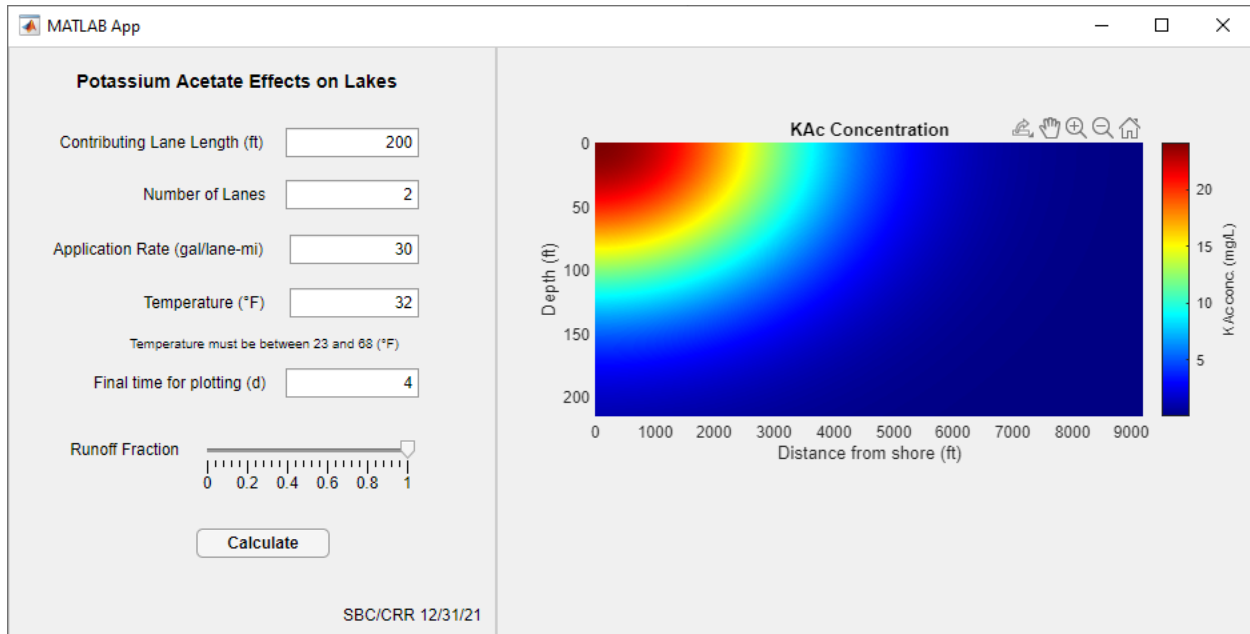 MATLAB App
Potassium Acetate Effects on Lakes
Contributing Lane Length (ft) 200
Number of Lanes 2
Application Rate (gal/lane-mi) 30
Temperature (°F) 32
Temperature must be between 23 and 68 (°F)
Final time for plotting (d) 4
Runoff Fraction
0 0.2 0.4 0.6 0.8 1
Calculate
SBC/CRR 12/31/21
KAc Concentration
0
50
100
150
200
Depth (ft)
0 1000 2000 3000 4000 5000 6000 7000 8000 9000
Distance from shore (ft)
20
15
10
5
KAc conc. (mg/L)